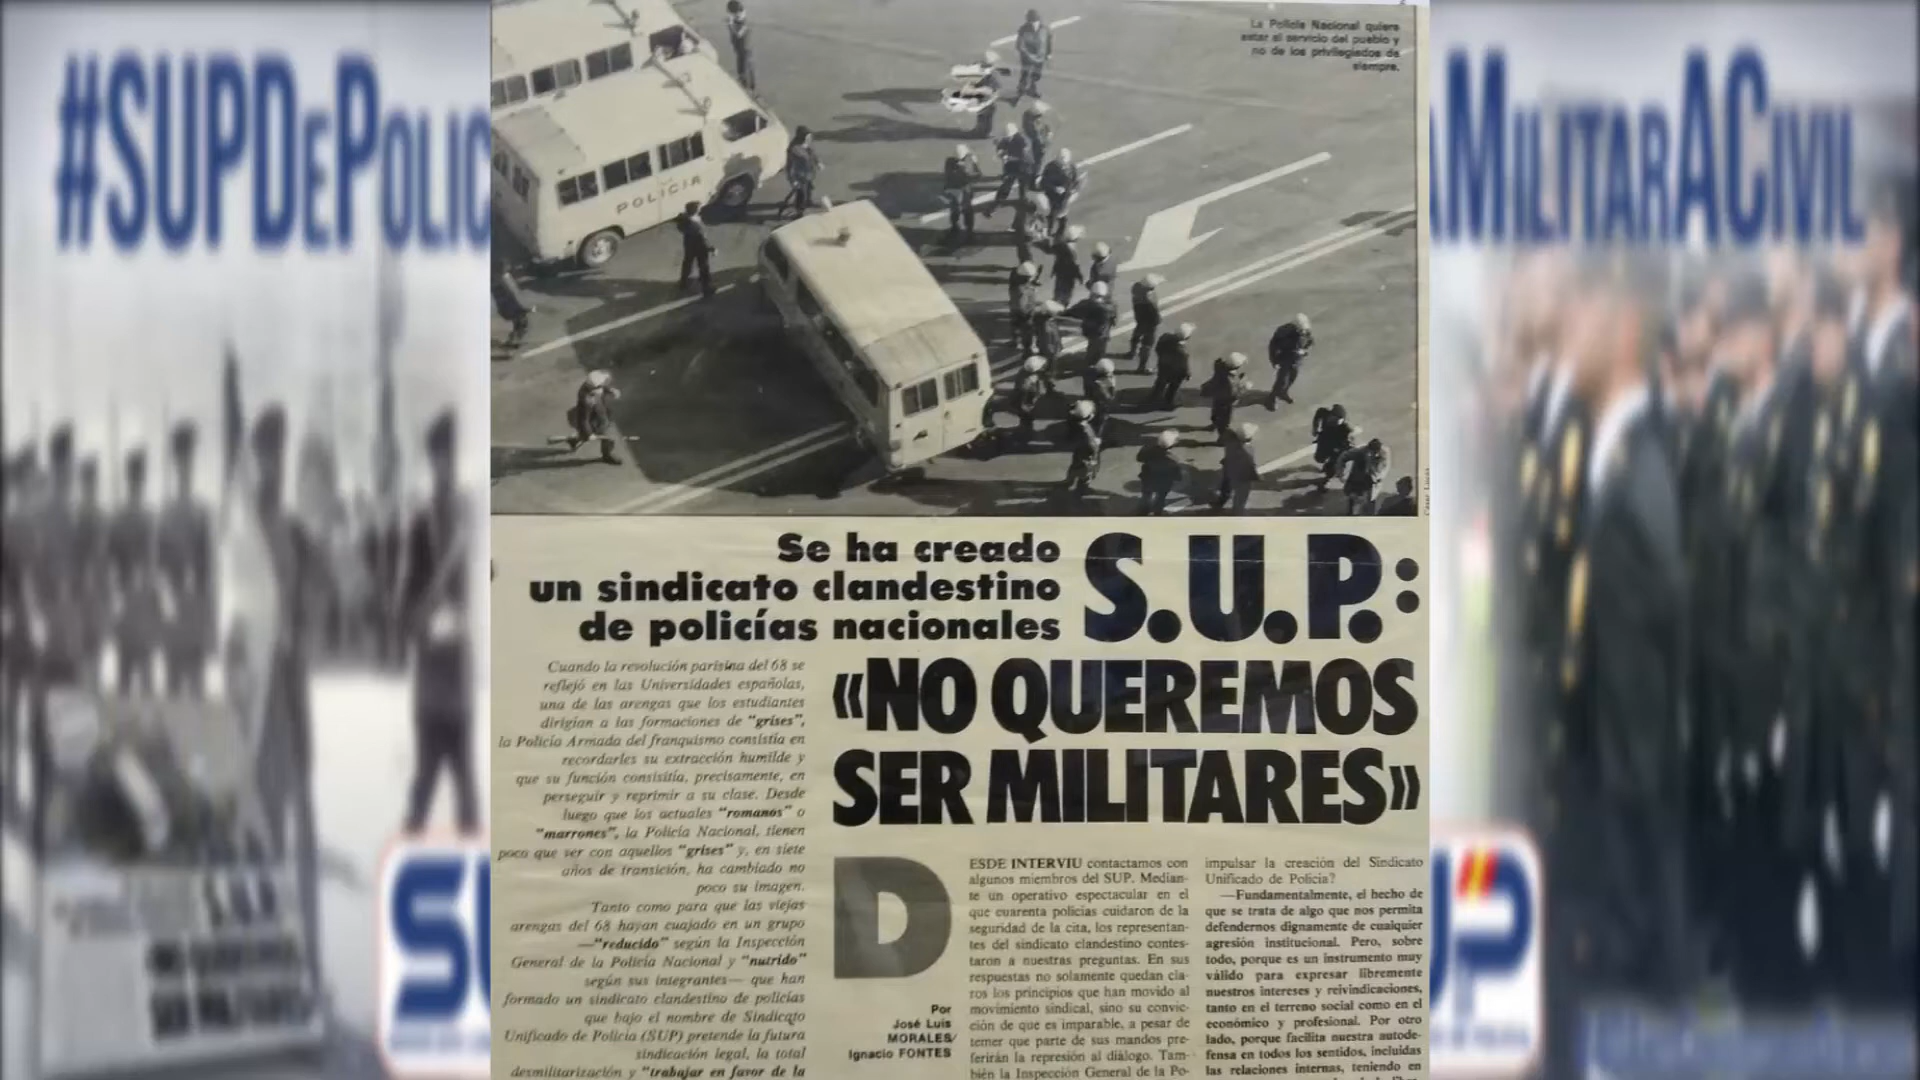 #SUPDEPOLIC
AMILITARACIVIL
La Policía Nacional quiere
estar al servicio del pueblo y
no de los privilegiados de
siempre.
POLICIA
Se ha creado
un sindicato clandestino
de policías nacionales
S.U.P.:
«NO QUEREMOS
SER MILITARES»
Cuando la revolución parisina del 68 se
reflejó en las Universidades españolas,
una de las arengas que los estudiantes
dirigían a las formaciones de "grises",
la Policía Armada del franquismo consistía en
recordarles su extracción humilde y
que su función consisitía, precisamente, en
perseguir y reprimir a su clase. Desde
luego que los actuales "romanos" o
"marrones", la Policía Nacional, tienen
poco que ver con aquellos "grises" y, en siete
años de transición, ha cambiado no
poco su imagen.
Tanto como para que las viejas
arengas del 68 hayan cuajado en un grupo
—"reducido" según la Inspección
General de la Policía Nacional y "nutrido"
según sus integrantes— que han
formado un sindicato clandestino de policías
que bajo el nombre de Sindicato
Unificado de Policía (SUP) pretende la futura
sindicación legal, la total
desmilitarización y "trabajar en favor de la
Por
José Luis
MORALES/
Ignacio FONTES
DESDE INTERVIU contactamos con
algunos miembros del SUP. Median-
te un operativo espectacular en el
que cuarenta policías cuidaron de la
seguridad de la cita, los representan-
tes del sindicato clandestino contes-
taron a nuestras preguntas. En sus
respuestas no solamente quedan cla-
ros los principios que han movido al
movimiento sindical, sino su convic-
ción de que es imparable, a pesar de
temer que parte de sus mandos pre-
ferirán la represión al diálogo. Tam-
bién la Inspección General de la Po-
impulsar la creación del Sindicato
Unificado de Policía?
—Fundamentalmente, el hecho de
que se trata de algo que nos permita
defendernos dignamente de cualquier
agresión institucional. Pero, sobre
todo, porque es un instrumento muy
válido para expresar libremente
nuestros intereses y reivindicaciones,
tanto en el terreno social como en el
económico y profesional. Por otro
lado, porque facilita nuestra autode-
fensa en todos los sentidos, incluidas
las relaciones internas, teniendo en